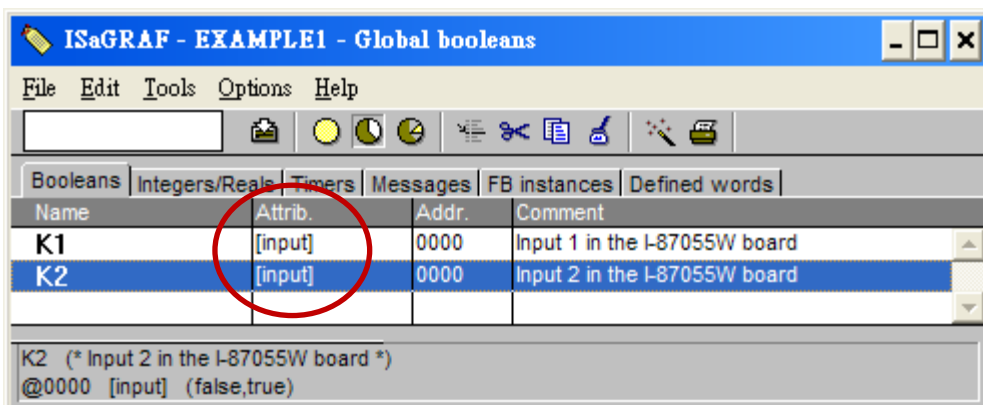 ISaGRAF - EXAMPLE1 - Global booleans
File Edit Tools Options Help
Booleans Integers/Reals Timers Messages FB instances Defined words
Name Attrib. Addr. Comment
K1 [input] 0000 Input 1 in the I-87055W board
K2 [input] 0000 Input 2 in the I-87055W board
K2 (* Input 2 in the I-87055W board *)
@0000 [input] (false,true)